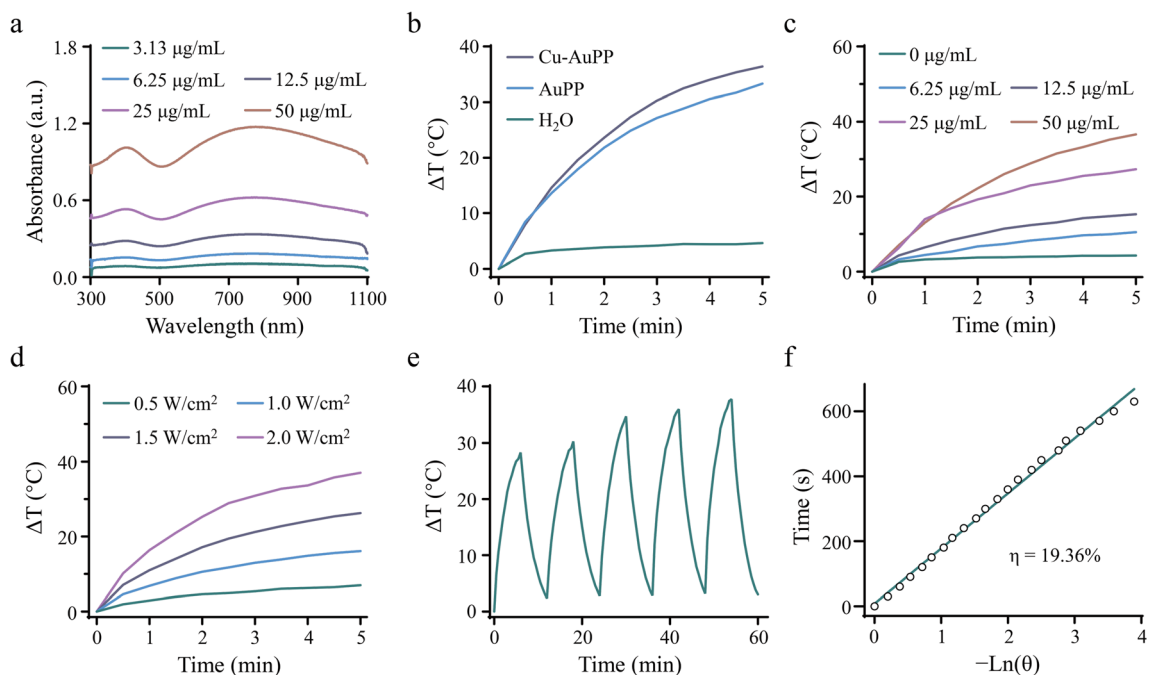 a
3.13 μg/mL
6.25 μg/mL 12.5 μg/mL
25 μg/mL 50 μg/mL
Absorbance (a.u.)
1.8
1.2
0.6
0.0
300 500 700 900 1100
Wavelength (nm)
b
Cu-AuPP
AuPP
H₂O
ΔT (°C)
40
30
20
10
0
0 1 2 3 4 5
Time (min)
c
0 μg/mL
6.25 μg/mL 12.5 μg/mL
25 μg/mL 50 μg/mL
ΔT (°C)
60
40
20
0
0 1 2 3 4 5
Time (min)
d
0.5 W/cm² 1.0 W/cm²
1.5 W/cm² 2.0 W/cm²
ΔT (°C)
60
40
20
0
0 1 2 3 4 5
Time (min)
e
ΔT (°C)
40
30
20
10
0
0 20 40 60
Time (min)
f
Time (s)
600
400
200
0
η = 19.36%
0 1 2 3 4
−Ln(θ)